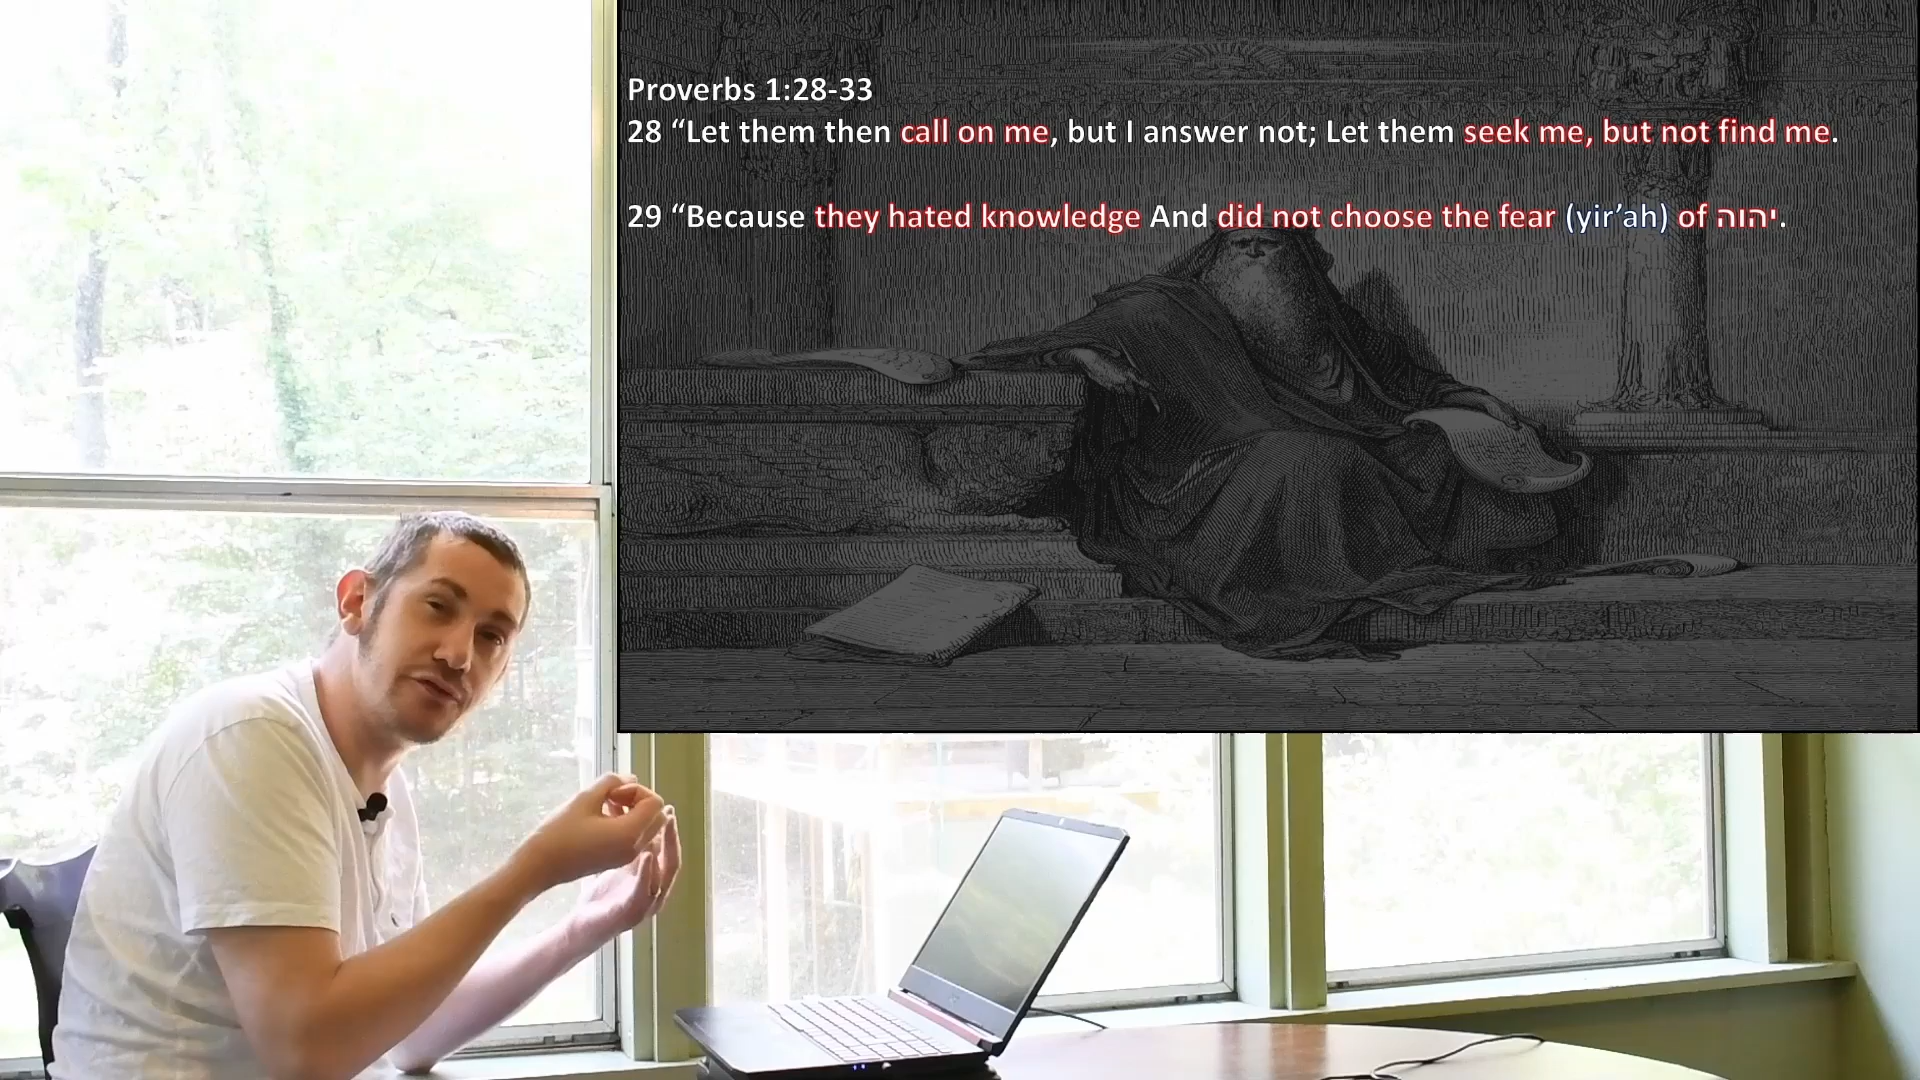 Proverbs 1:28-33
28 “Let them then call on me, but I answer not; Let them seek me, but not find me.
29 “Because they hated knowledge And did not choose the fear (yir’ah) of יהוה.